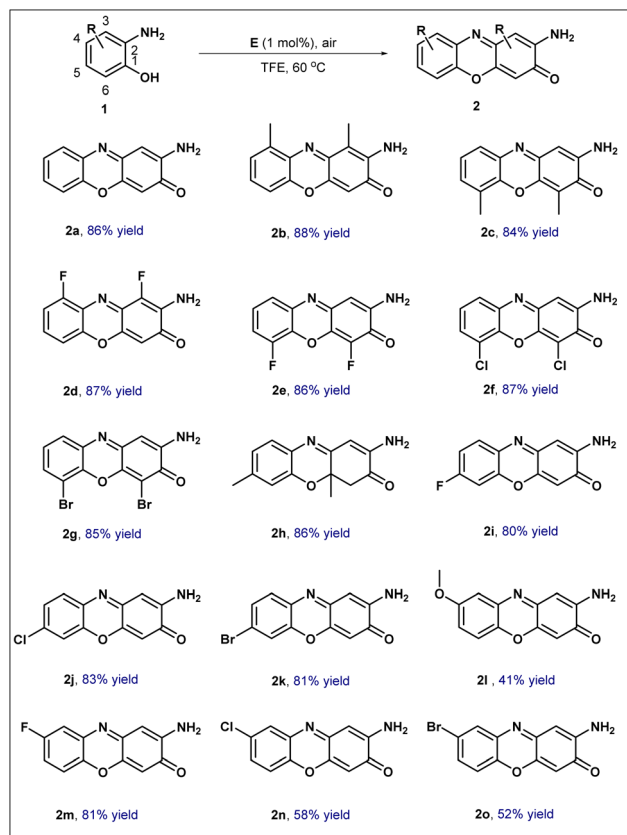 R 3 NH2 4 2 5 1 6 OH
1
E (1 mol%), air
TFE, 60 °C
R N R NH2 O O
2
N NH2 O O
2a, 86% yield
N NH2 O O
2b, 88% yield
N NH2 O O
2c, 84% yield
F F N NH2 O O
2d, 87% yield
N NH2 O O F F
2e, 86% yield
N NH2 O O Cl Cl
2f, 87% yield
N NH2 O O Br Br
2g, 85% yield
N NH2 O O
2h, 86% yield
N NH2 F O O
2i, 80% yield
N NH2 Cl O O
2j, 83% yield
N NH2 Br O O
2k, 81% yield
O N NH2 O O
2l , 41% yield
F N NH2 O O
2m, 81% yield
Cl N NH2 O O
2n, 58% yield
Br N NH2 O O
2o, 52% yield